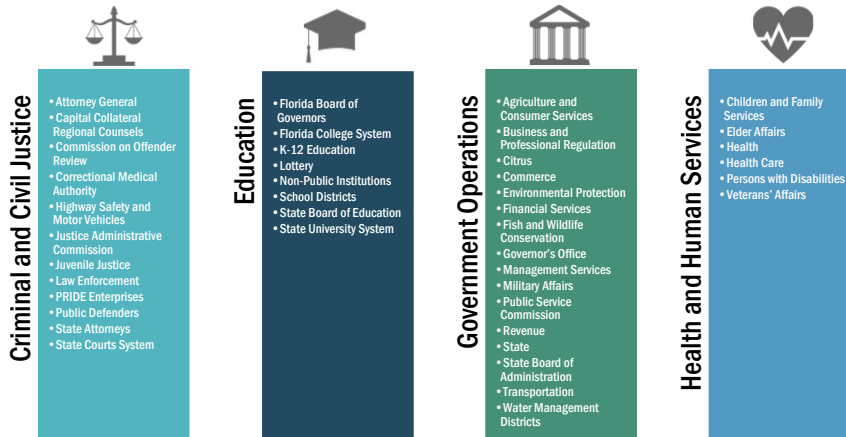 Criminal and Civil Justice
• Attorney General
• Capital Collateral
Regional Counsels
• Commission on Offender
Review
• Correctional Medical
Authority
• Highway Safety and
Motor Vehicles
• Justice Administrative
Commission
• Juvenile Justice
• Law Enforcement
• PRIDE Enterprises
• Public Defenders
• State Attorneys
• State Courts System
Education
• Florida Board of
Governors
• Florida College System
• K-12 Education
• Lottery
• Non-Public Institutions
• School Districts
• State Board of Education
• State University System
Government Operations
• Agriculture and
Consumer Services
• Business and
Professional Regulation
• Citrus
• Commerce
• Environmental Protection
• Financial Services
• Fish and Wildlife
Conservation
• Governor's Office
• Management Services
• Military Affairs
• Public Service
Commission
• Revenue
• State
• State Board of
Administration
• Transportation
• Water Management
Districts
Health and Human Services
• Children and Family
Services
• Elder Affairs
• Health
• Health Care
• Persons with Disabilities
• Veterans' Affairs